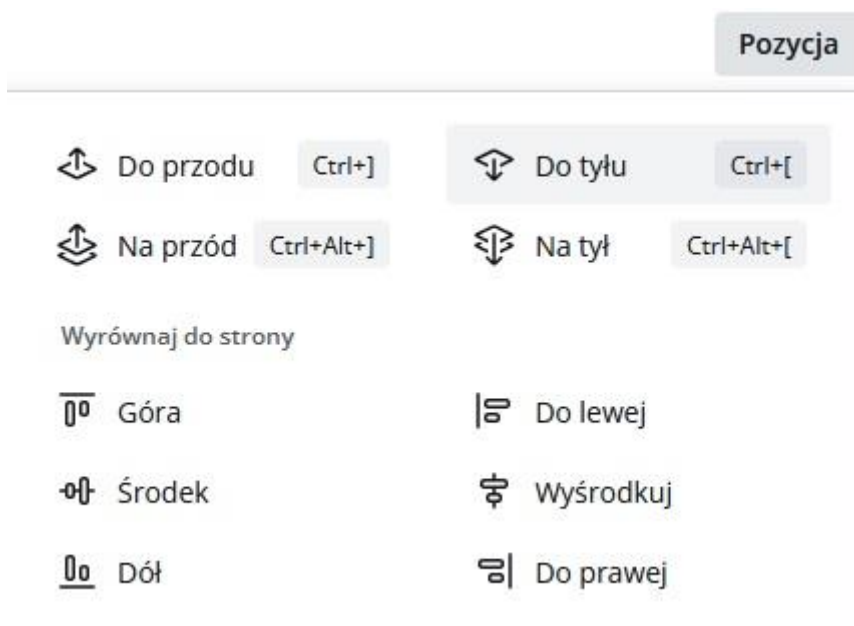 Pozycja
Do przodu Ctrl+] Do tyłu Ctrl+[
Na przód Ctrl+Alt+] Na tył Ctrl+Alt+[
Wyrównaj do strony
Góra Do lewej
Środek Wyśrodkuj
Dół Do prawej